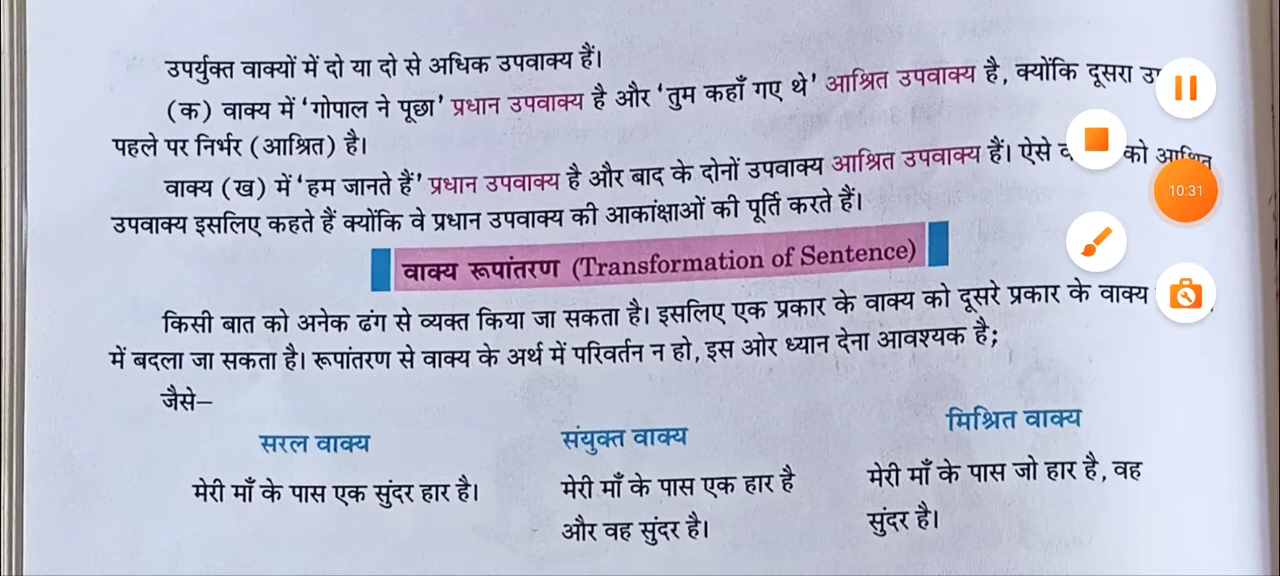 उपर्युक्त वाक्यों में दो या दो से अधिक उपवाक्य हैं।
(क) वाक्य में 'गोपाल ने पूछा' प्रधान उपवाक्य है और 'तुम कहाँ गए थे' आश्रित उपवाक्य है, क्योंकि दूसरा
पहले पर निर्भर (आश्रित) है।
वाक्य (ख) में 'हम जानते हैं' प्रधान उपवाक्य है और बाद के दोनों उपवाक्य आश्रित उपवाक्य हैं। ऐसे को आश्रित
उपवाक्य इसलिए कहते हैं क्योंकि वे प्रधान उपवाक्य की आकांक्षाओं की पूर्ति करते हैं।
10:31
वाक्य रूपांतरण (Transformation of Sentence)
किसी बात को अनेक ढंग से व्यक्त किया जा सकता है। इसलिए एक प्रकार के वाक्य को दूसरे प्रकार के वाक्य
में बदला जा सकता है। रूपांतरण से वाक्य के अर्थ में परिवर्तन न हो, इस ओर ध्यान देना आवश्यक है;
जैसे–
सरल वाक्य
मेरी माँ के पास एक सुंदर हार है।
संयुक्त वाक्य
मेरी माँ के पास एक हार है
और वह सुंदर है।
मिश्रित वाक्य
मेरी माँ के पास जो हार है, वह
सुंदर है।